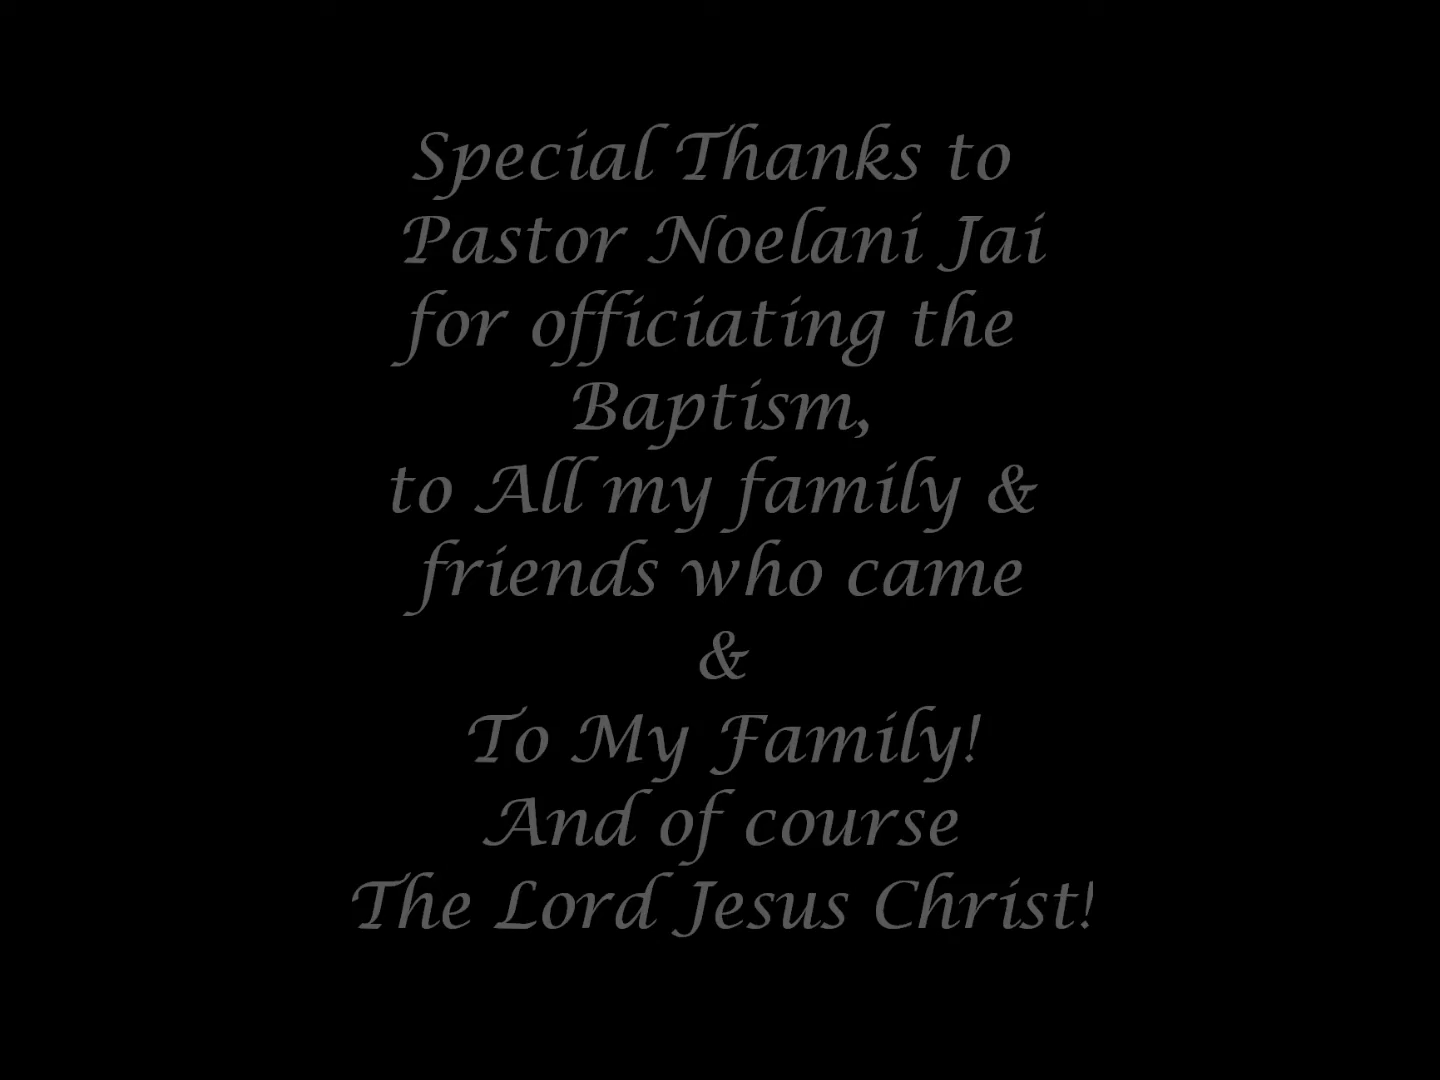 Special Thanks to
Pastor Noelani Jai
for officiating the
Baptism,
to All my family &
friends who came
&
To My Family!
And of course
The Lord Jesus Christ!